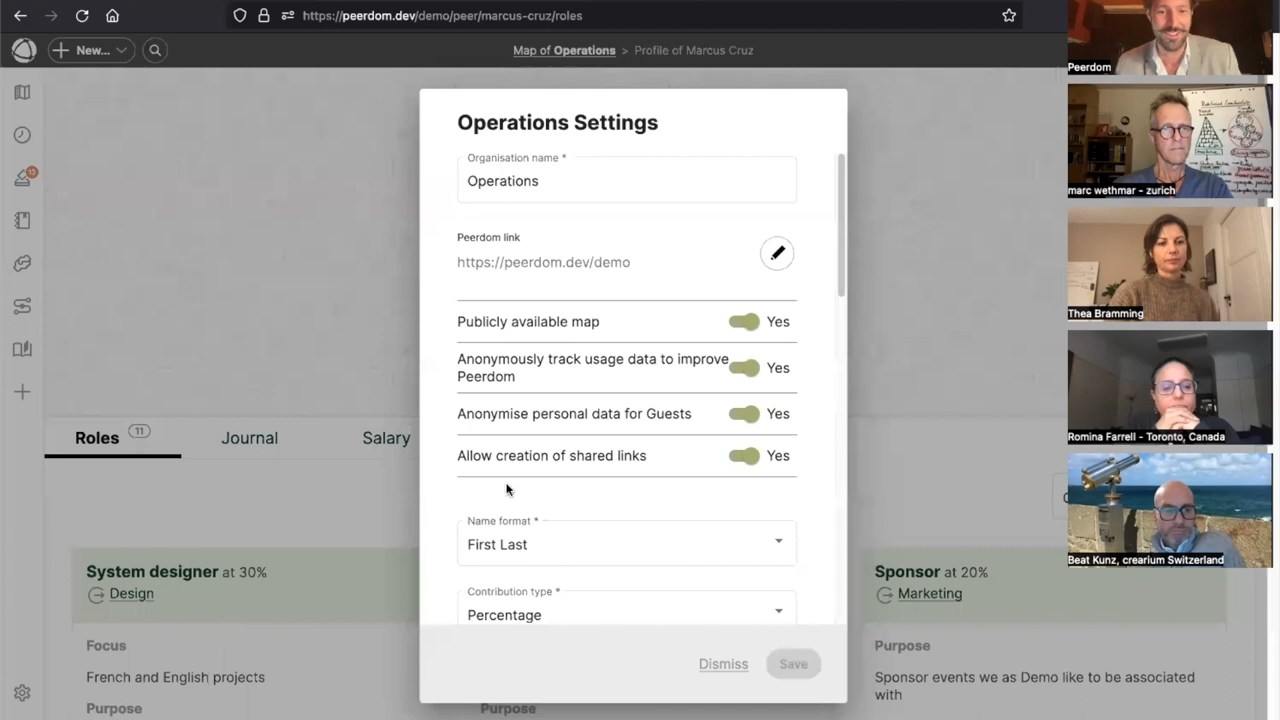 https://peerdom.dev/demo/peer/marcus-cruz/roles
New...
Map of Operations > Profile of Marcus Cruz
13
Operations Settings
Organisation name *
Operations
Peerdom link
https://peerdom.dev/demo
Publicly available map Yes
Anonymously track usage data to improve
Peerdom Yes
Anonymise personal data for Guests Yes
Allow creation of shared links Yes
Name format *
First Last
Contribution type *
Percentage
Dismiss Save
Roles 11 Journal Salary
System designer at 30%
Design
Focus
French and English projects
Purpose
Purpose
Sponsor at 20%
Marketing
Purpose
Sponsor events we as Demo like to be associated
with
Peerdom
marc wethmar - zurich
Thea Bramming
Romina Farrell - Toronto, Canada
Beat Kunz, crearium Switzerland